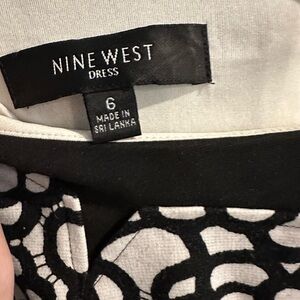 NINE WEST
DRESS
6
MADE IN
SRI LANKA